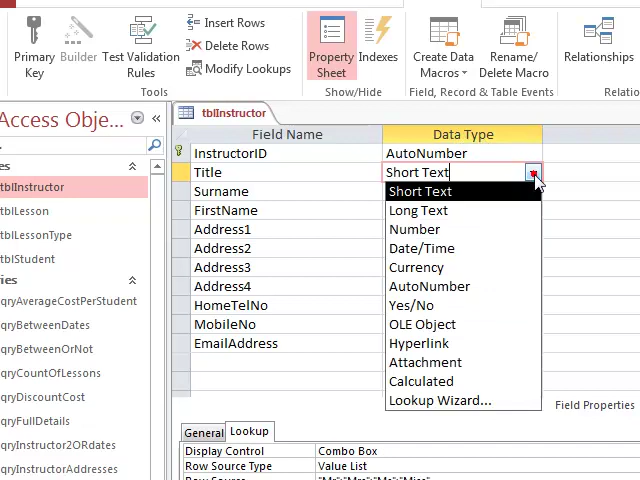 Primary Key
Builder
Test Validation Rules
Insert Rows
Delete Rows
Modify Lookups
Property Sheet
Indexes
Create Data Macros
Rename/ Delete Macro
Relationships
Tools
Show/Hide
Field, Record & Table Events
Access Obje...
tblInstructor
Field Name
Data Type
InstructorID
AutoNumber
Title
Short Text
Surname
FirstName
Address1
Address2
Address3
Address4
HomeTelNo
MobileNo
EmailAddress
Short Text
Long Text
Number
Date/Time
Currency
AutoNumber
Yes/No
OLE Object
Hyperlink
Attachment
Calculated
Lookup Wizard...
tblInstructor
tblLesson
tblLessonType
tblStudent
qryAverageCostPerStudent
qryBetweenDates
qryBetweenOrNot
qryCountOfLessons
qryDiscountCost
qryFullDetails
qryInstructor2ORdates
qryInstructorAddresses
Field Properties
General
Lookup
Display Control
Combo Box
Row Source Type
Value List